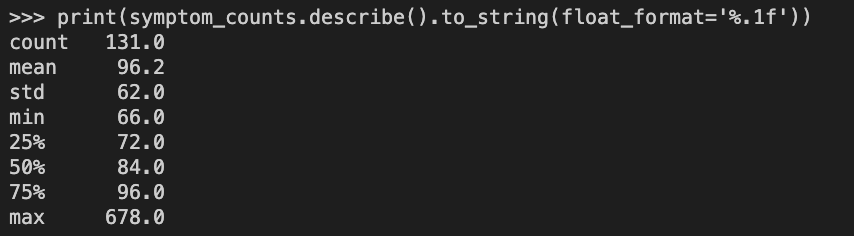 >>> print(symptom_counts.describe().to_string(float_format='%.1f'))
count   131.0
mean     96.2
std      62.0
min      66.0
25%      72.0
50%      84.0
75%      96.0
max     678.0